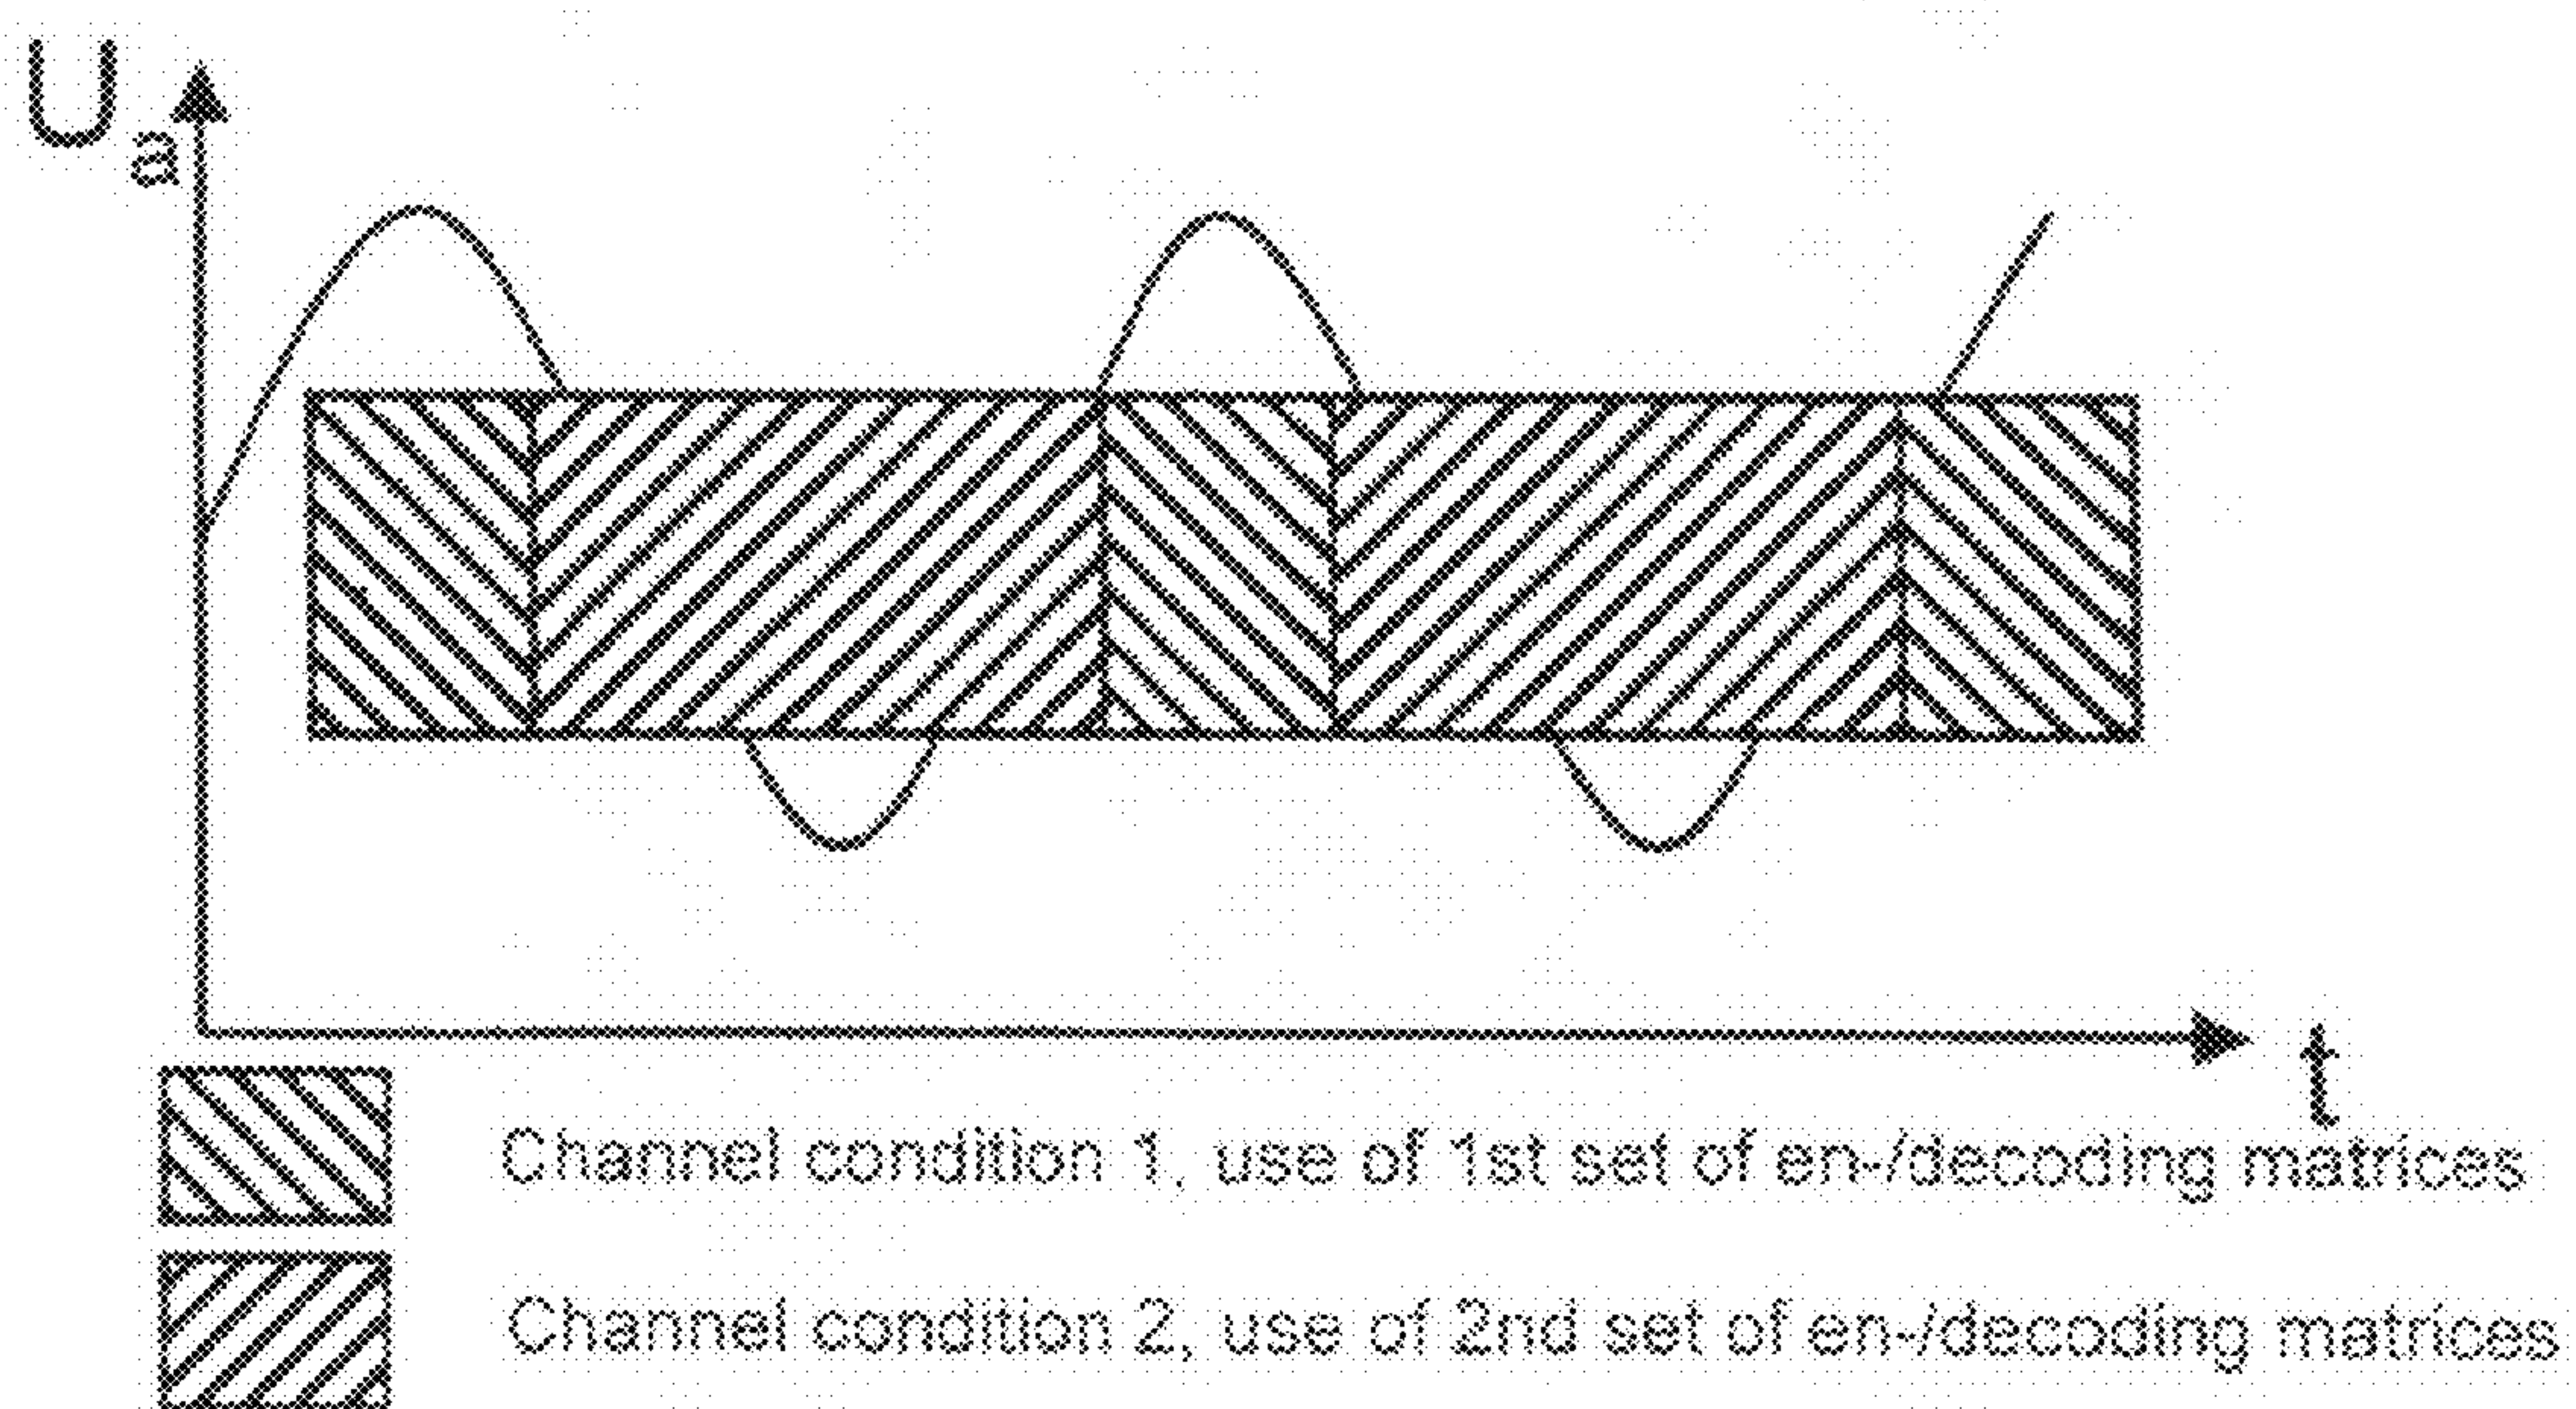 Ua
t
Channel condition 1, use of 1st set of en-/decoding matrices
Channel condition 2, use of 2nd set of en-/decoding matrices